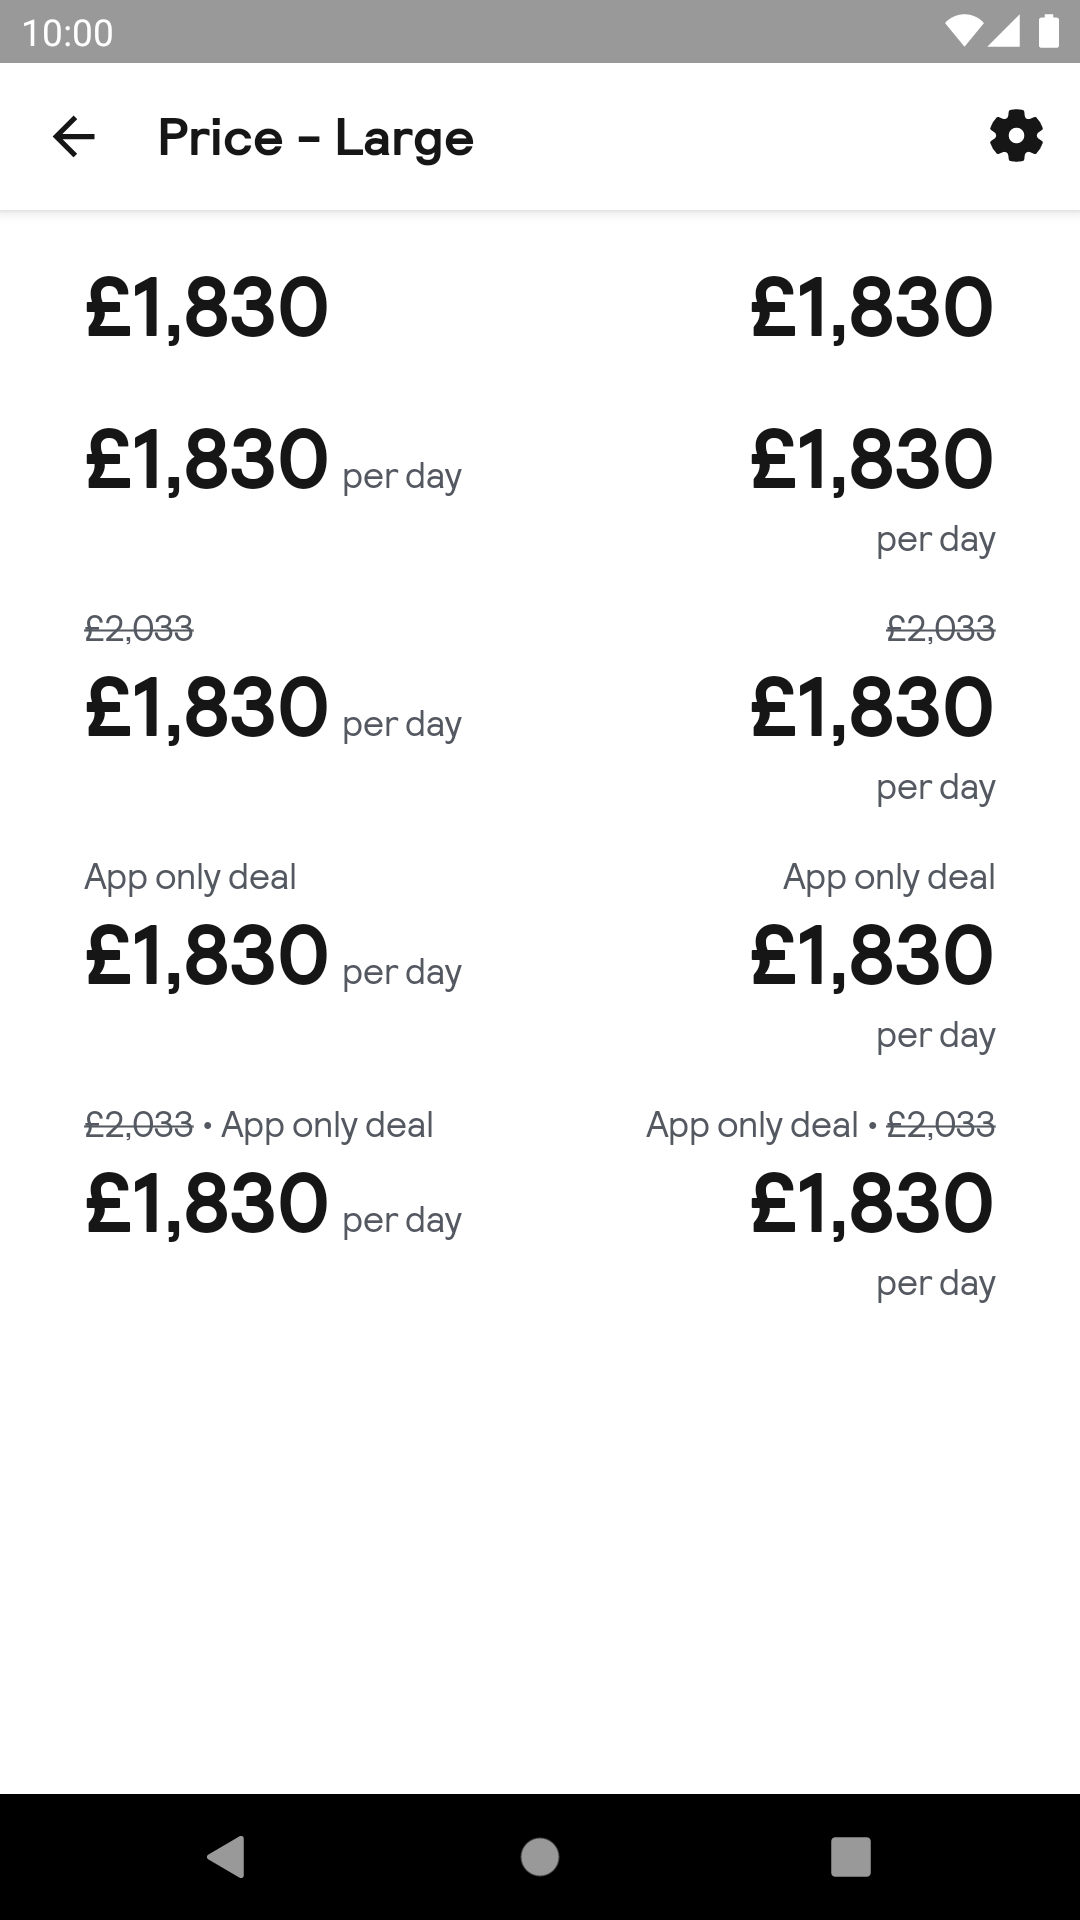 10:00
Price - Large
£1,830 £1,830
£1,830 per day £1,830
per day
£2,033 £2,033
£1,830 per day £1,830
per day
App only deal App only deal
£1,830 per day £1,830
per day
£2,033 • App only deal App only deal • £2,033
£1,830 per day £1,830
per day